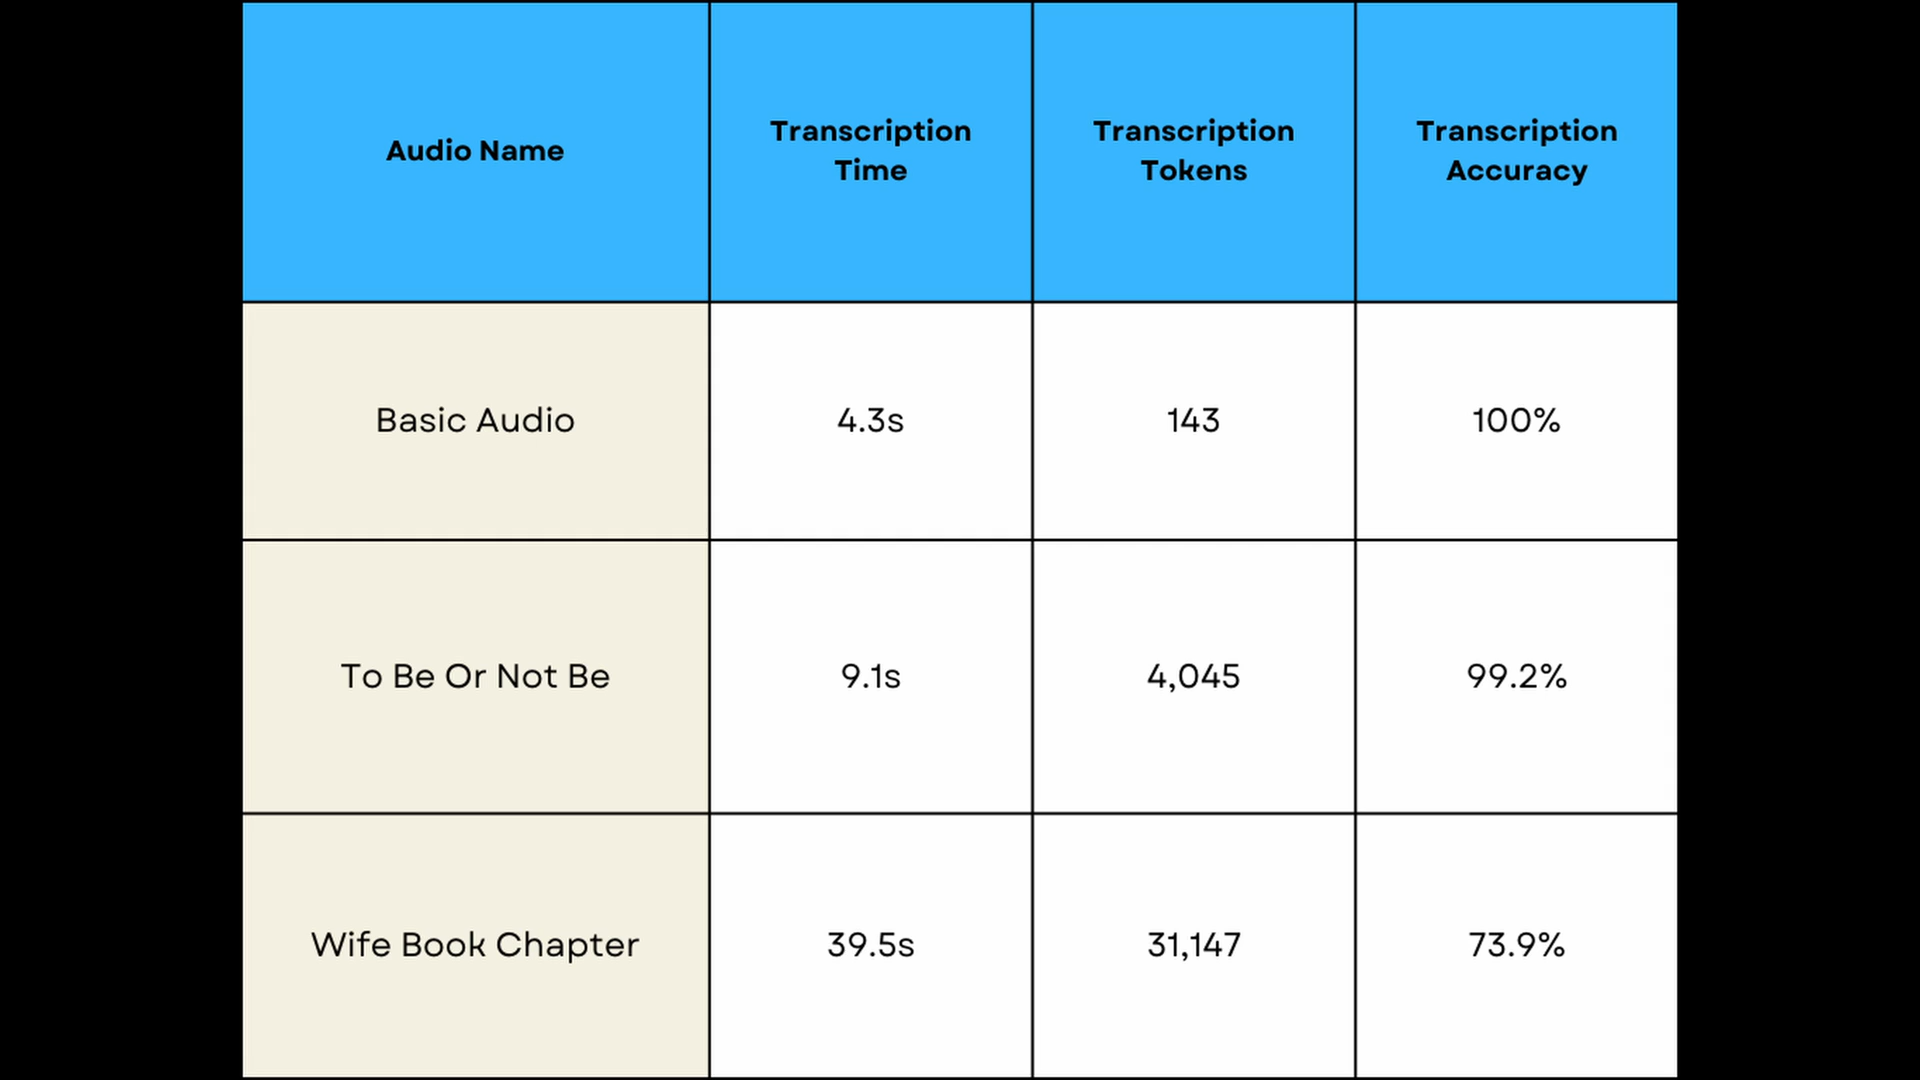 Audio Name
Transcription
Time
Transcription
Tokens
Transcription
Accuracy
Basic Audio
4.3s
143
100%
To Be Or Not Be
9.1s
4,045
99.2%
Wife Book Chapter
39.5s
31,147
73.9%